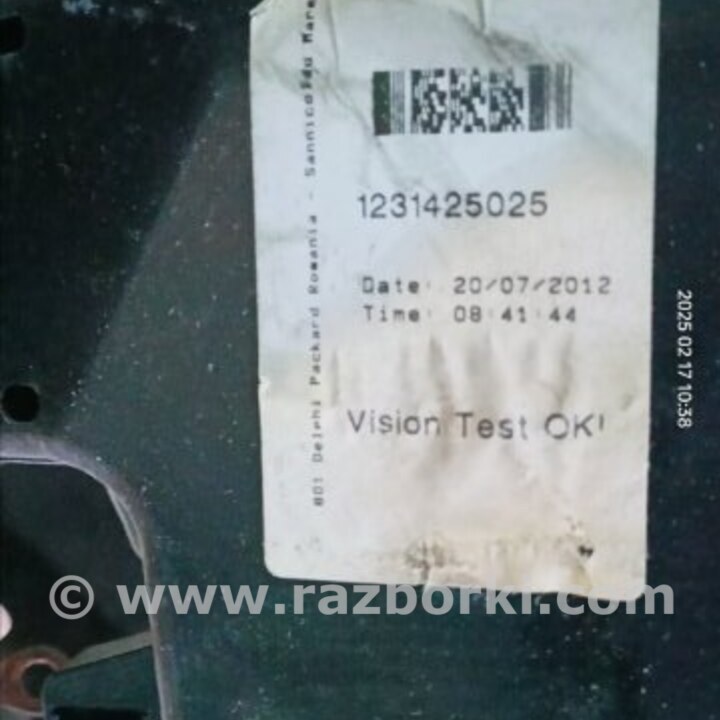 1231425025
Date: 20/07/2012
Time: 08:41:44
Vision Test OK!
801 Delphi Packard Romania - Sannicolau Mare
2025 02 17 10:38
© www.razborki.com